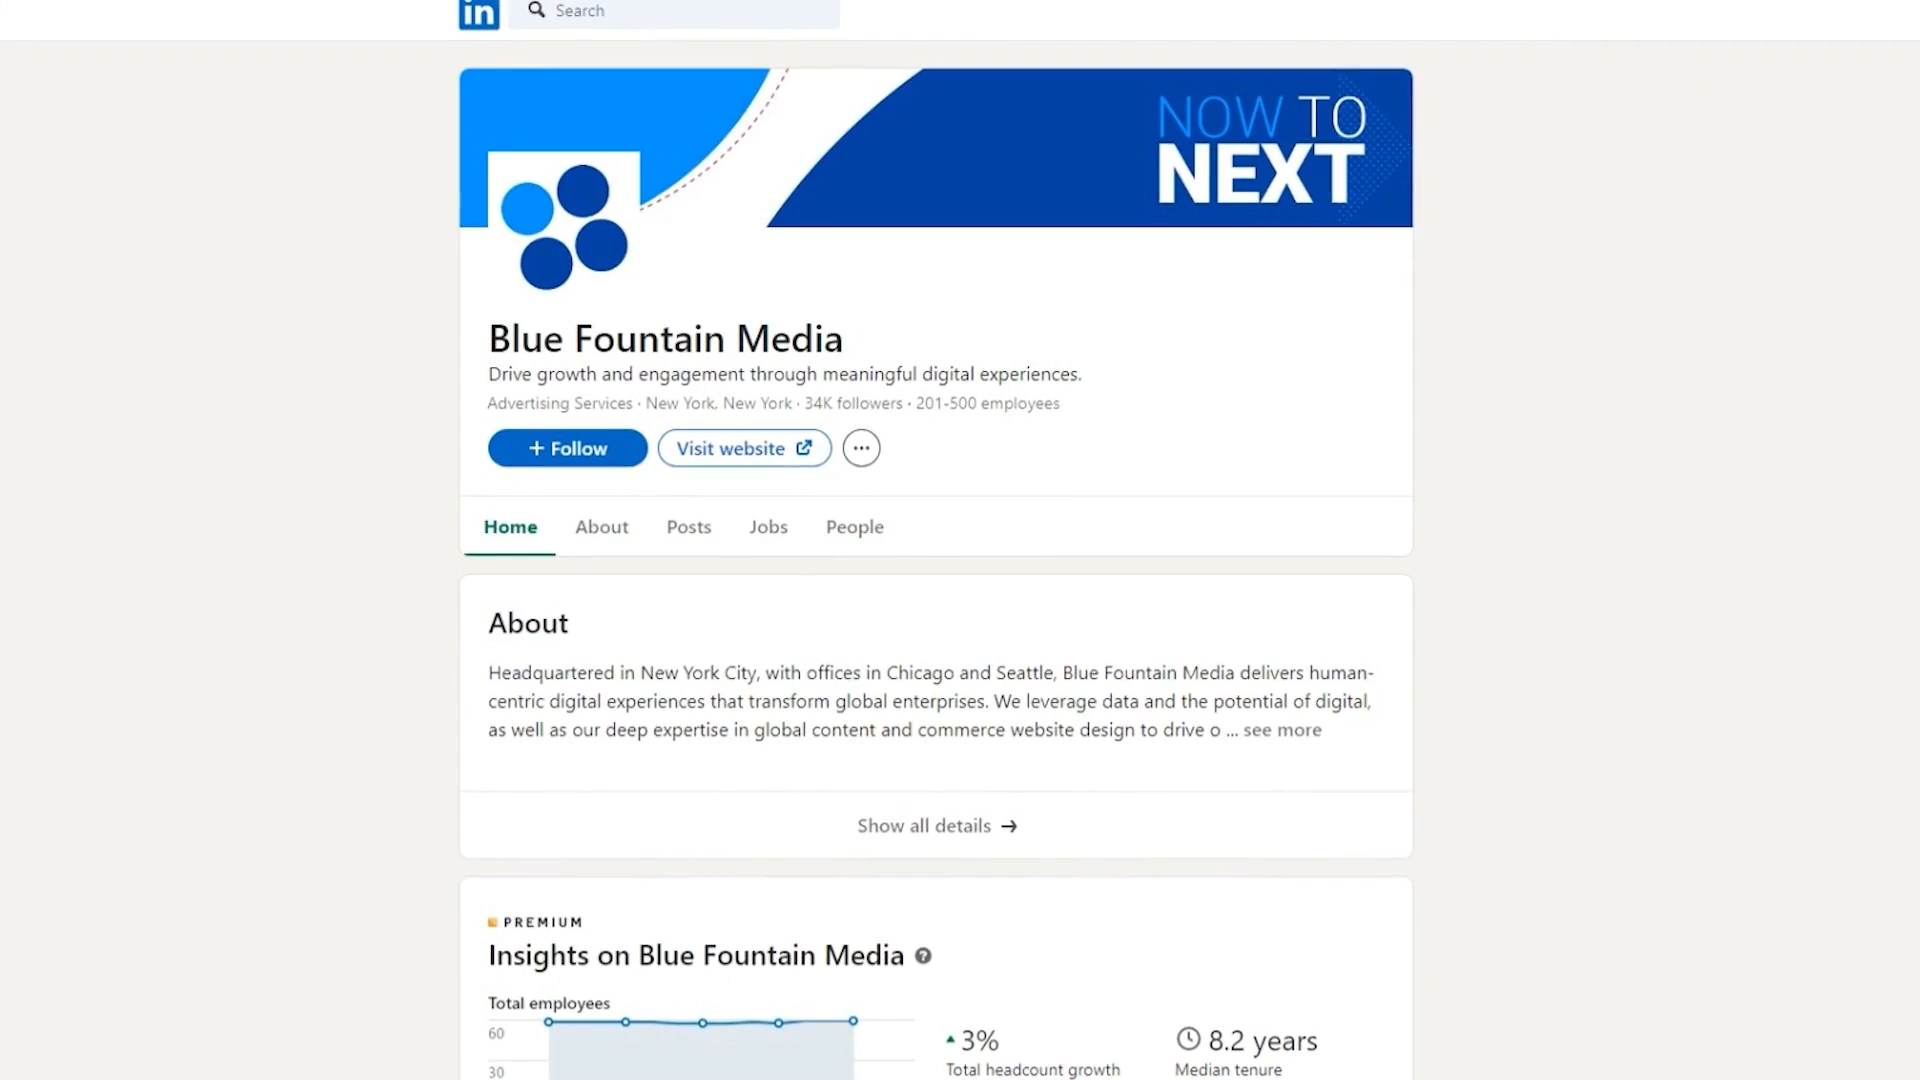 in Search
NOW TO
NEXT
Blue Fountain Media
Drive growth and engagement through meaningful digital experiences.
Advertising Services · New York, New York · 34K followers · 201-500 employees
+ Follow Visit website ...
Home About Posts Jobs People
About
Headquartered in New York City, with offices in Chicago and Seattle, Blue Fountain Media delivers human-
centric digital experiences that transform global enterprises. We leverage data and the potential of digital,
as well as our deep expertise in global content and commerce website design to drive o ... see more
Show all details →
PREMIUM
Insights on Blue Fountain Media ?
Total employees
60
30
3%
Total headcount growth
8.2 years
Median tenure